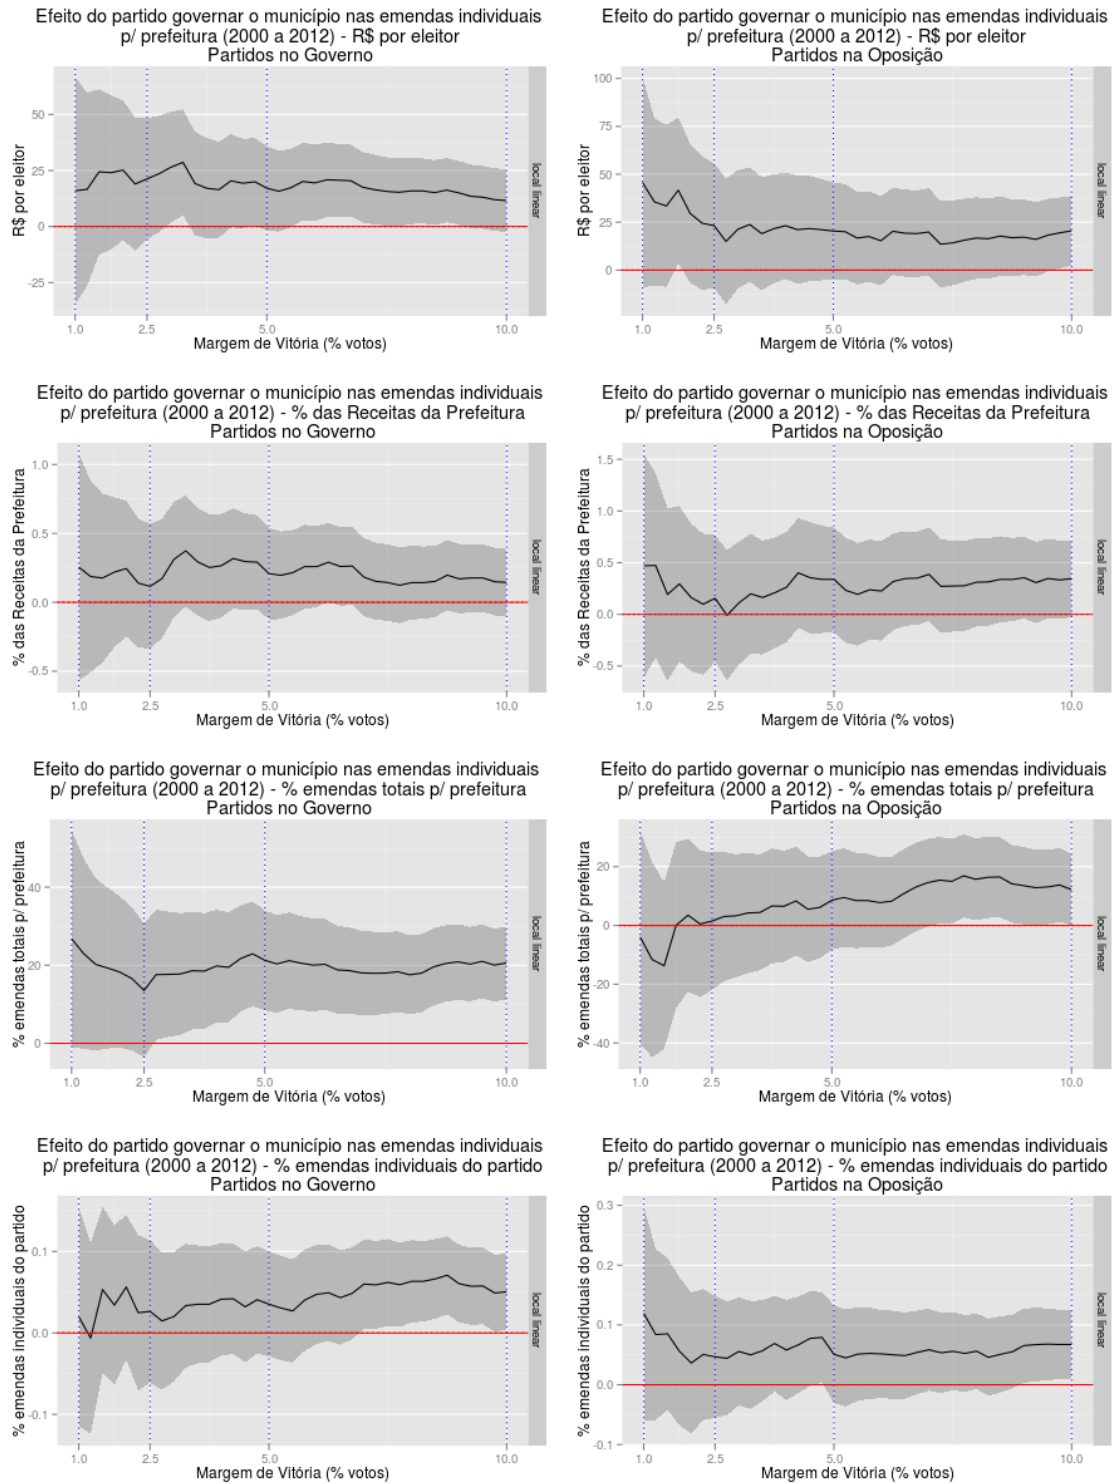 Efeito do partido governar o município nas emendas individuais
p/ prefeitura (2000 a 2012) - R$ por eleitor
Partidos no Governo
R$ por eleitor
50
25
0
-25
1.0
2.5
5.0
10.0
Margem de Vitória (% votos)
local linear
Efeito do partido governar o município nas emendas individuais
p/ prefeitura (2000 a 2012) - R$ por eleitor
Partidos na Oposição
R$ por eleitor
100
75
50
25
0
1.0
2.5
5.0
10.0
Margem de Vitória (% votos)
local linear
Efeito do partido governar o município nas emendas individuais
p/ prefeitura (2000 a 2012) - % das Receitas da Prefeitura
Partidos no Governo
% das Receitas da Prefeitura
1.0
0.5
0.0
-0.5
1.0
2.5
5.0
10.0
Margem de Vitória (% votos)
local linear
Efeito do partido governar o município nas emendas individuais
p/ prefeitura (2000 a 2012) - % das Receitas da Prefeitura
Partidos na Oposição
% das Receitas da Prefeitura
1.5
1.0
0.5
0.0
-0.5
1.0
2.5
5.0
10.0
Margem de Vitória (% votos)
local linear
Efeito do partido governar o município nas emendas individuais
p/ prefeitura (2000 a 2012) - % emendas totais p/ prefeitura
Partidos no Governo
% emendas totais p/ prefeitura
40
20
0
1.0
2.5
5.0
10.0
Margem de Vitória (% votos)
local linear
Efeito do partido governar o município nas emendas individuais
p/ prefeitura (2000 a 2012) - % emendas totais p/ prefeitura
Partidos na Oposição
% emendas totais p/ prefeitura
20
0
-20
-40
1.0
2.5
5.0
10.0
Margem de Vitória (% votos)
local linear
Efeito do partido governar o município nas emendas individuais
p/ prefeitura (2000 a 2012) - % emendas individuais do partido
Partidos no Governo
% emendas individuais do partido
0.1
0.0
-0.1
1.0
2.5
5.0
10.0
Margem de Vitória (% votos)
local linear
Efeito do partido governar o município nas emendas individuais
p/ prefeitura (2000 a 2012) - % emendas individuais do partido
Partidos na Oposição
% emendas individuais do partido
0.3
0.2
0.1
0.0
-0.1
1.0
2.5
5.0
10.0
Margem de Vitória (% votos)
local linear